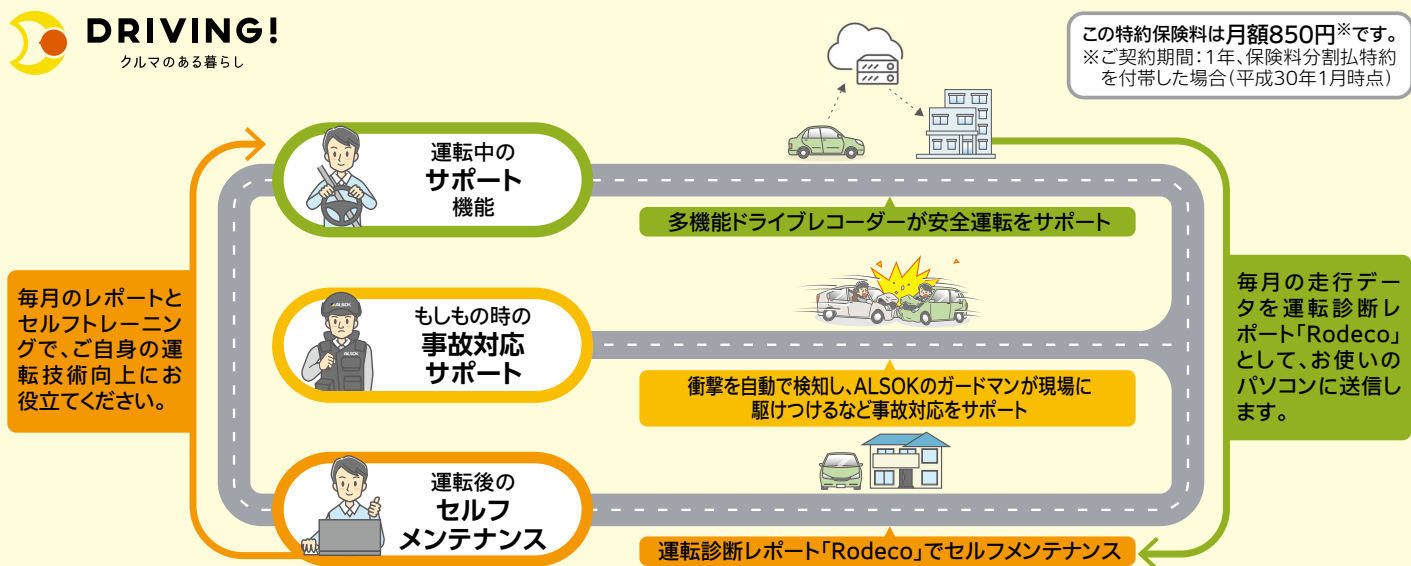 DRIVING!
クルマのある暮らし
この特約保険料は月額850円※です。
※ご契約期間：1年、保険料分割払特約
を付帯した場合（平成30年1月時点）
運転中の
サポート
機能
多機能ドライブレコーダーが安全運転をサポート
毎月のレポートと
セルフトレーニン
グで、ご自身の運
転技術向上にお
役立てください。
ALSOK
ALSOK
もしもの時の
事故対応
サポート
衝撃を自動で検知し、ALSOKのガードマンが現場に
駆けつけるなど事故対応をサポート
毎月の走行デー
タを運転診断レ
ポート「Rodeco」
として、お使いの
パソコンに送信し
ます。
運転後の
セルフ
メンテナンス
運転診断レポート「Rodeco」でセルフメンテナンス